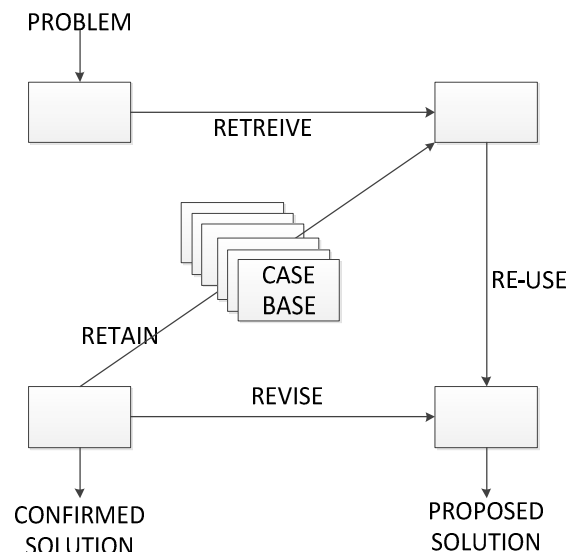 PROBLEM
RETREIVE
CASE
BASE
RE-USE
RETAIN
REVISE
CONFIRMED
SOLUTION
PROPOSED
SOLUTION